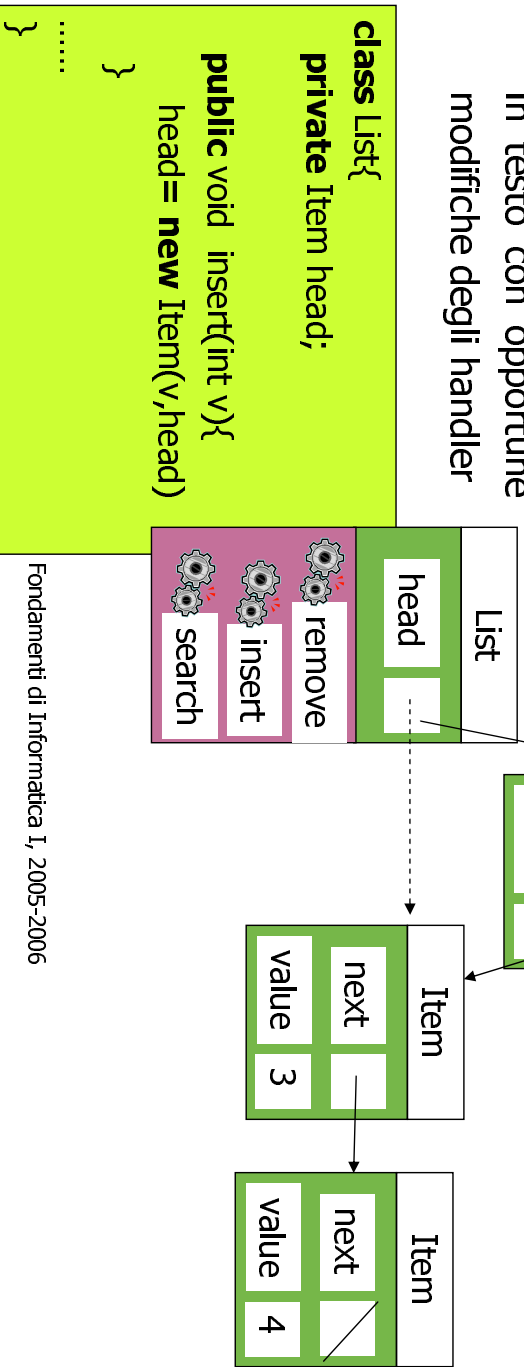 in testo con opportune
modifiche degli handler
class List{
private Item head;
public void insert(int v){
head= new Item(v,head)
}
......
}
List
head
remove
insert
search
Item
next
value
3
Item
next
value
4
Fondamenti di Informatica I, 2005-2006